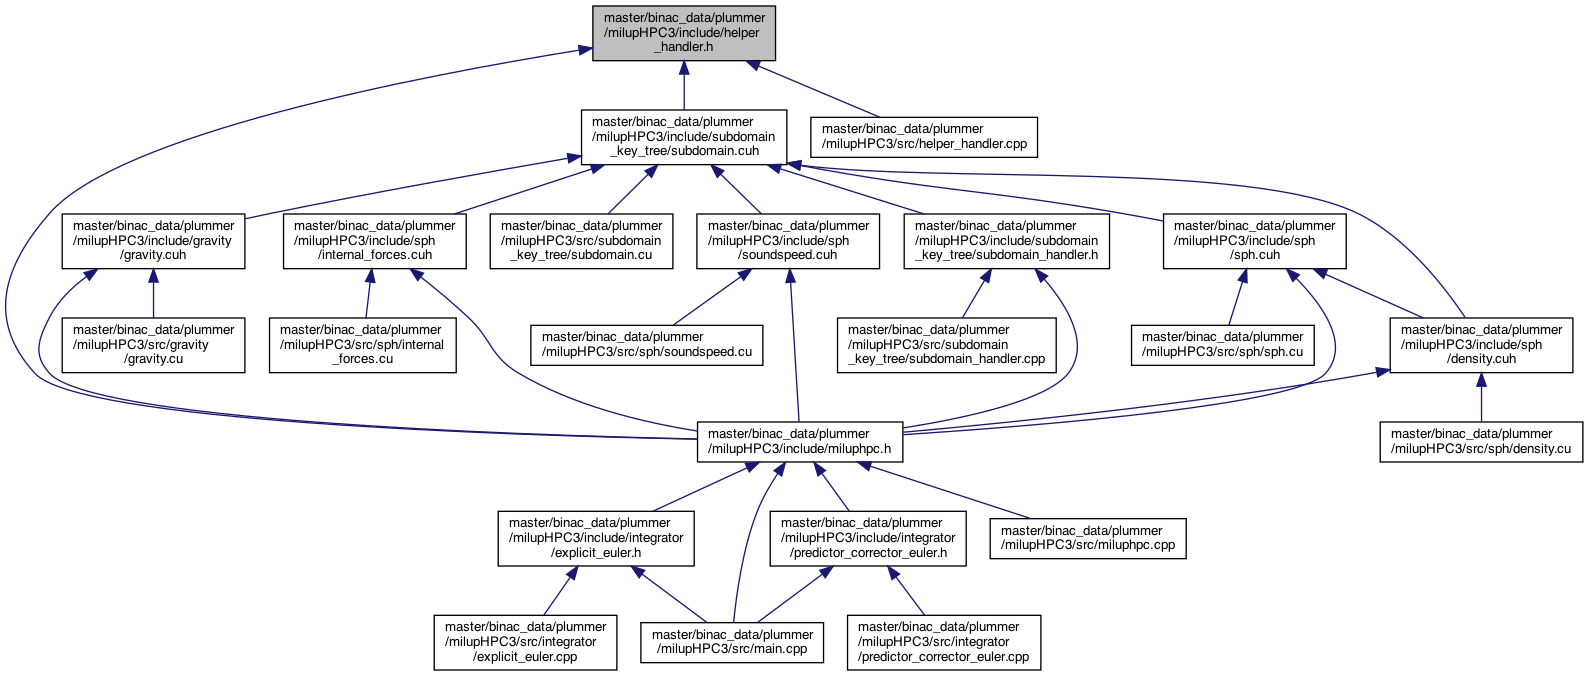 master/binac_data/plummer
/milupHPC3/include/helper
_handler.h
master/binac_data/plummer
/milupHPC3/include/subdomain
_key_tree/subdomain.cuh
master/binac_data/plummer
/milupHPC3/src/helper_handler.cpp
master/binac_data/plummer
/milupHPC3/include/gravity
/gravity.cuh
master/binac_data/plummer
/milupHPC3/include/sph
/internal_forces.cuh
master/binac_data/plummer
/milupHPC3/src/subdomain
_key_tree/subdomain.cu
master/binac_data/plummer
/milupHPC3/include/sph
/soundspeed.cuh
master/binac_data/plummer
/milupHPC3/include/subdomain
_key_tree/subdomain_handler.h
master/binac_data/plummer
/milupHPC3/include/sph
/sph.cuh
master/binac_data/plummer
/milupHPC3/src/gravity
/gravity.cu
master/binac_data/plummer
/milupHPC3/src/sph/internal
_forces.cu
master/binac_data/plummer
/milupHPC3/src/sph/soundspeed.cu
master/binac_data/plummer
/milupHPC3/src/subdomain
_key_tree/subdomain_handler.cpp
master/binac_data/plummer
/milupHPC3/src/sph/sph.cu
master/binac_data/plummer
/milupHPC3/include/sph
/density.cuh
master/binac_data/plummer
/milupHPC3/include/miluphpc.h
master/binac_data/plummer
/milupHPC3/src/sph/density.cu
master/binac_data/plummer
/milupHPC3/include/integrator
/explicit_euler.h
master/binac_data/plummer
/milupHPC3/include/integrator
/predictor_corrector_euler.h
master/binac_data/plummer
/milupHPC3/src/miluphpc.cpp
master/binac_data/plummer
/milupHPC3/src/integrator
/explicit_euler.cpp
master/binac_data/plummer
/milupHPC3/src/main.cpp
master/binac_data/plummer
/milupHPC3/src/integrator
/predictor_corrector_euler.cpp